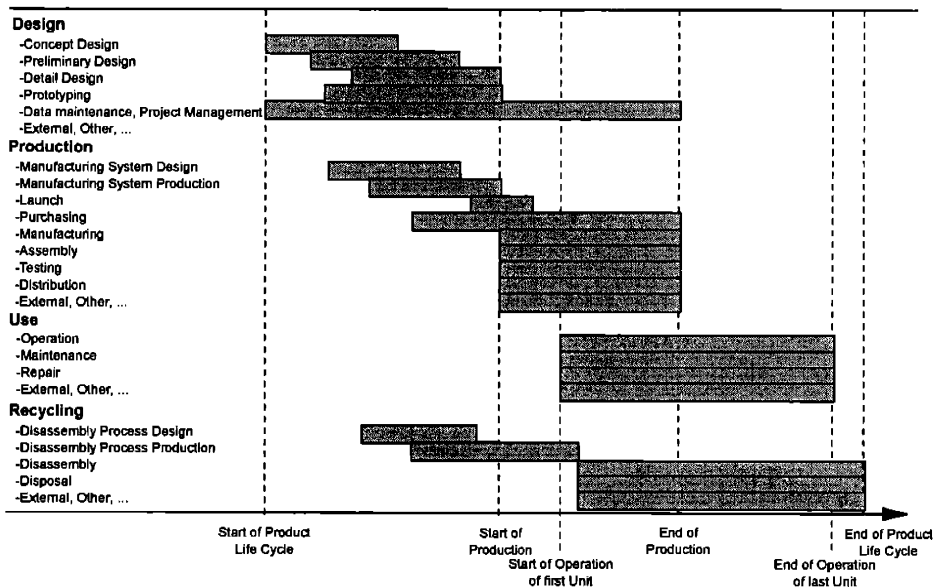 Design
-Concept Design
-Preliminary Design
-Detail Design
-Prototyping
-Data maintenance, Project Management
-External, Other, ...
Production
-Manufacturing System Design
-Manufacturing System Production
-Launch
-Purchasing
-Manufacturing
-Assembly
-Testing
-Distribution
-External, Other, ...
Use
-Operation
-Maintenance
-Repair
-External, Other, ...
Recycling
-Disassembly Process Design
-Disassembly Process Production
-Disassembly
-Disposal
-External, Other, ...
Start of Product
Life Cycle
Start of
Production
Start of Operation
of first Unit
End of
Production
End of Operation
of last Unit
End of Product
Life Cycle